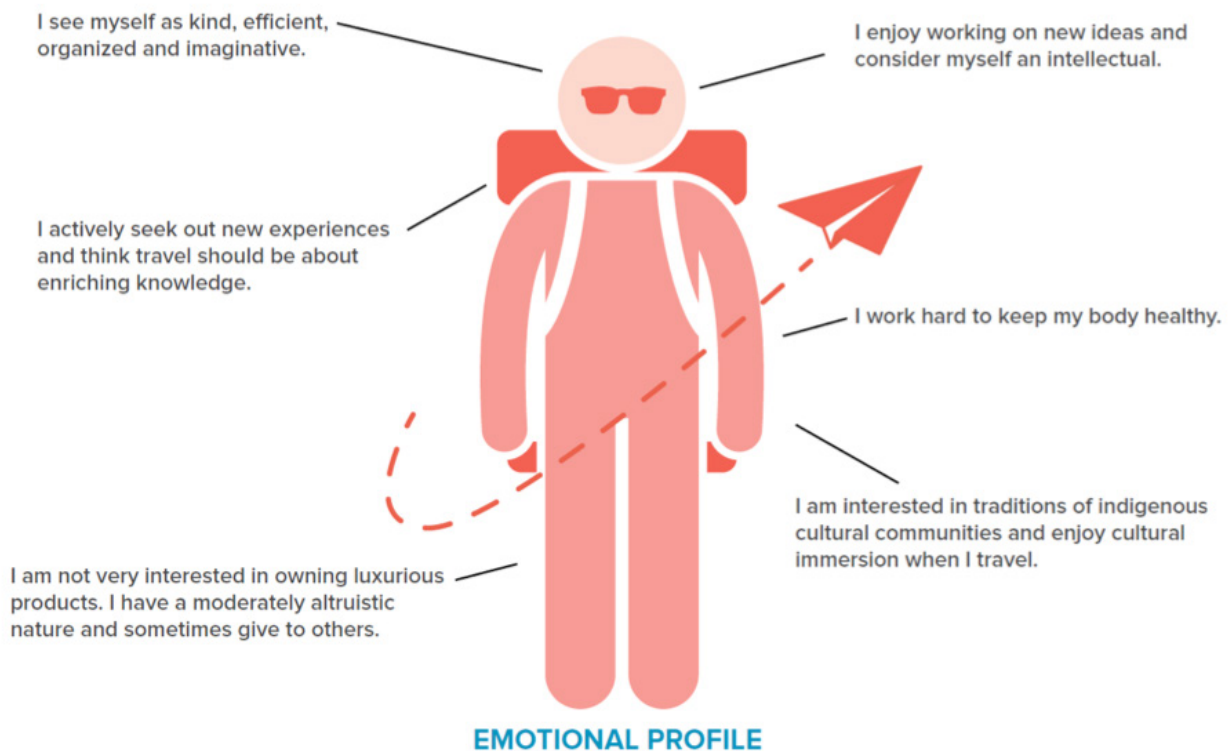 I see myself as kind, efficient,
organized and imaginative.
I enjoy working on new ideas and
consider myself an intellectual.
I actively seek out new experiences
and think travel should be about
enriching knowledge.
I work hard to keep my body healthy.
I am interested in traditions of indigenous
cultural communities and enjoy cultural
immersion when I travel.
I am not very interested in owning luxurious
products. I have a moderately altruistic
nature and sometimes give to others.
EMOTIONAL PROFILE